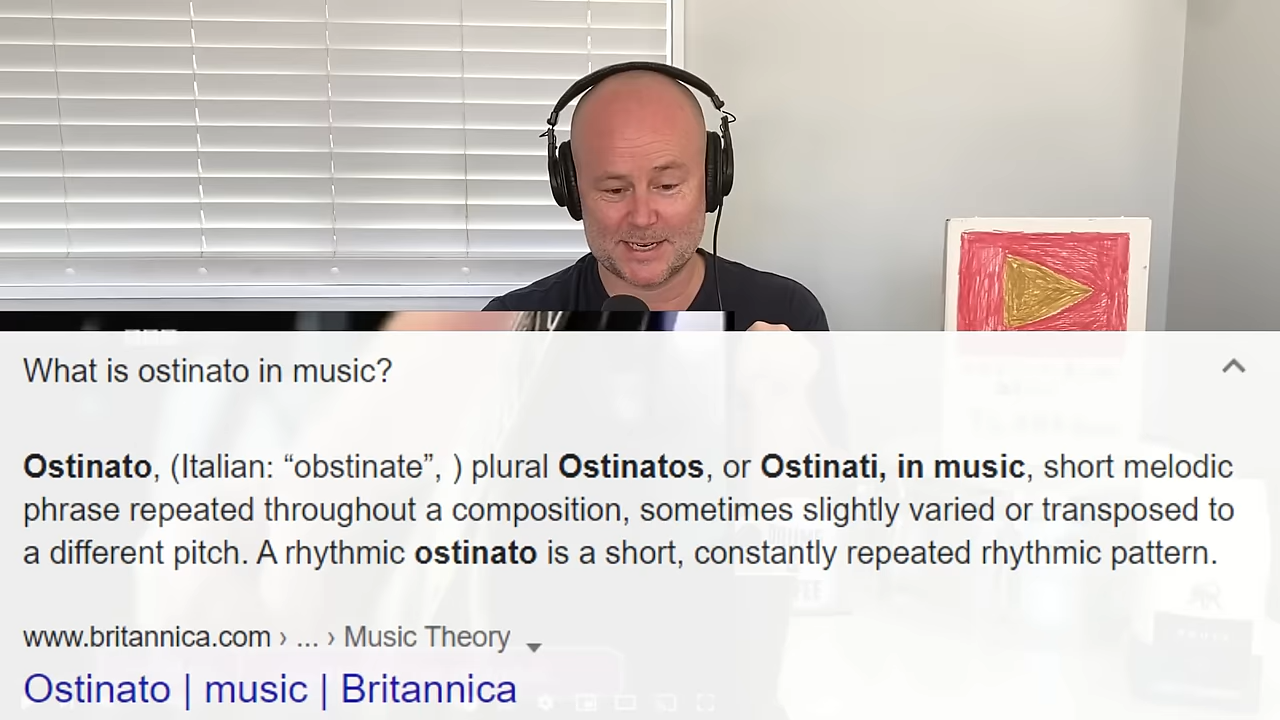 What is ostinato in music?
Ostinato, (Italian: “obstinate”, ) plural Ostinatos, or Ostinati, in music, short melodic
phrase repeated throughout a composition, sometimes slightly varied or transposed to
a different pitch. A rhythmic ostinato is a short, constantly repeated rhythmic pattern.
www.britannica.com › ... › Music Theory
Ostinato | music | Britannica